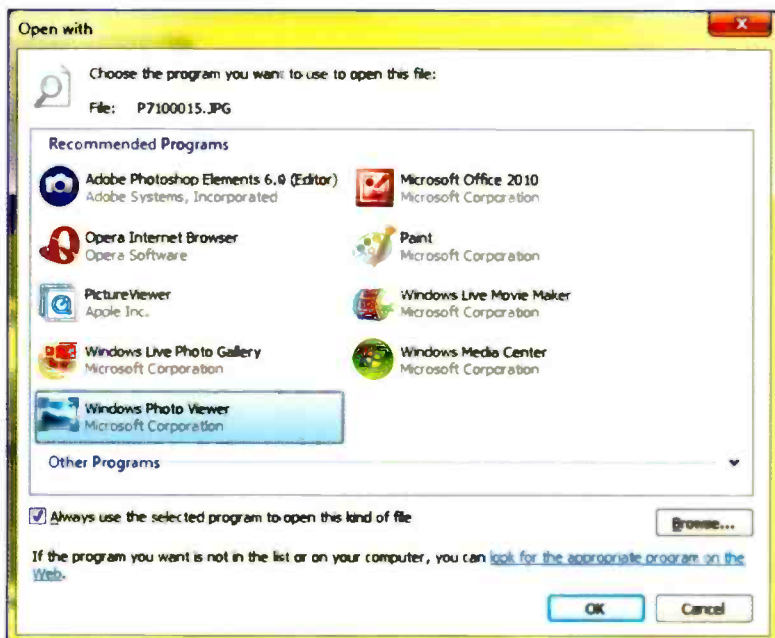 Open with
Choose the program you want to use to open this file:
File: P7100015.JPG
Recommended Programs
Adobe Photoshop Elements 6.0 (Editor)
Adobe Systems, Incorporated
Microsoft Office 2010
Microsoft Corporation
Opera Internet Browser
Opera Software
Paint
Microsoft Corporation
PictureViewer
Apple Inc.
Windows Live Movie Maker
Microsoft Corporation
Windows Live Photo Gallery
Microsoft Corporation
Windows Media Center
Microsoft Corporation
Windows Photo Viewer
Microsoft Corporation
Other Programs
Always use the selected program to open this kind of file
Browse...
If the program you want is not in the list or on your computer, you can look for the appropriate program on the
Web.
OK
Cancel